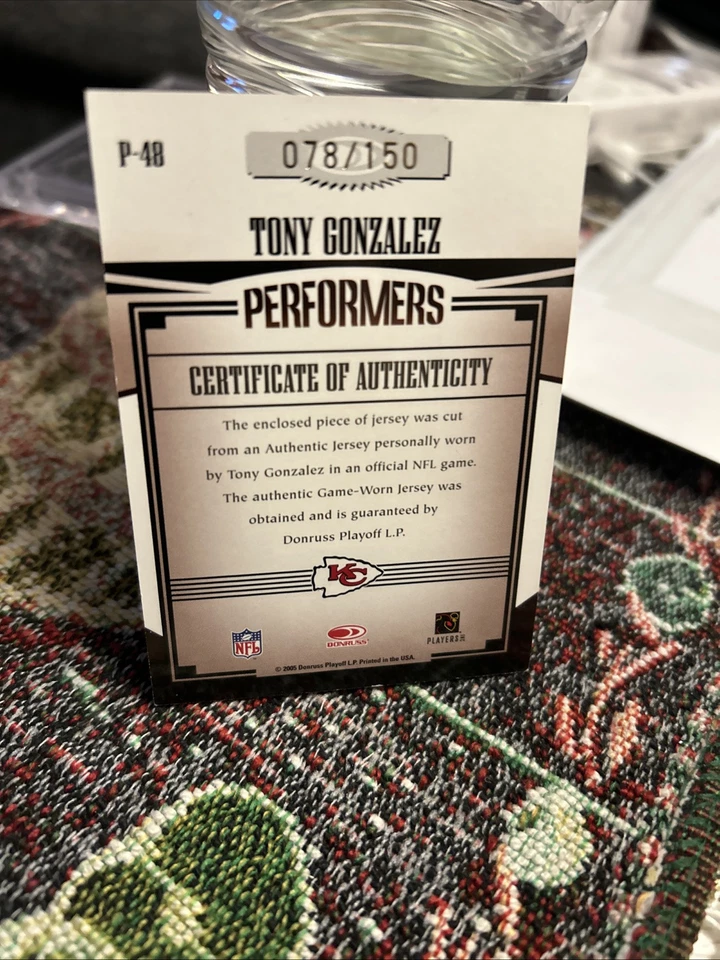 P-48
078/150
TONY GONZALEZ
PERFORMERS
CERTIFICATE OF AUTHENTICITY
The enclosed piece of jersey was cut
from an Authentic Jersey personally worn
by Tony Gonzalez in an official NFL game.
The authentic Game-Worn Jersey was
obtained and is guaranteed by
Donruss Playoff L.P.
KC
NFL
DONRUSS
PLAYERS
© 2005 Donruss Playoff L.P. Printed in the USA.